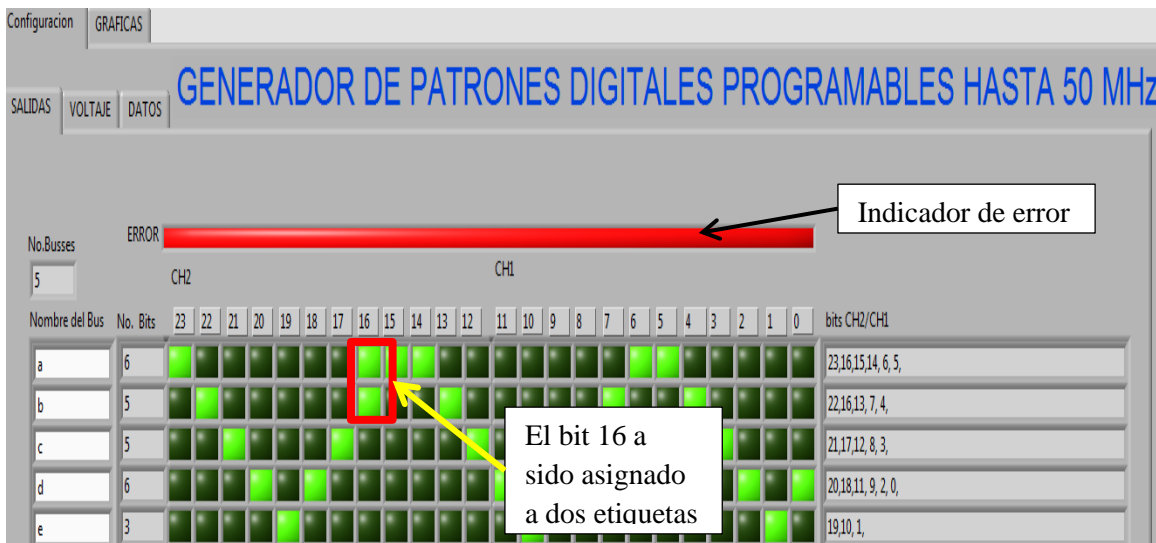 Configuracion GRAFICAS
GENERADOR DE PATRONES DIGITALES PROGRAMABLES HASTA 50 MHz
SALIDAS VOLTAJE DATOS
Indicador de error
ERROR
No.Busses
5
CH2 CH1
Nombre del Bus No. Bits 23 22 21 20 19 18 17 16 15 14 13 12 11 10 9 8 7 6 5 4 3 2 1 0 bits CH2/CH1
a 6 23,16,15,14, 6, 5,
b 5 22,16,13, 7, 4,
c 5 21,17,12, 8, 3,
d 6 20,18,11, 9, 2, 0,
e 3 19,10, 1,
El bit 16 a
sido asignado
a dos etiquetas